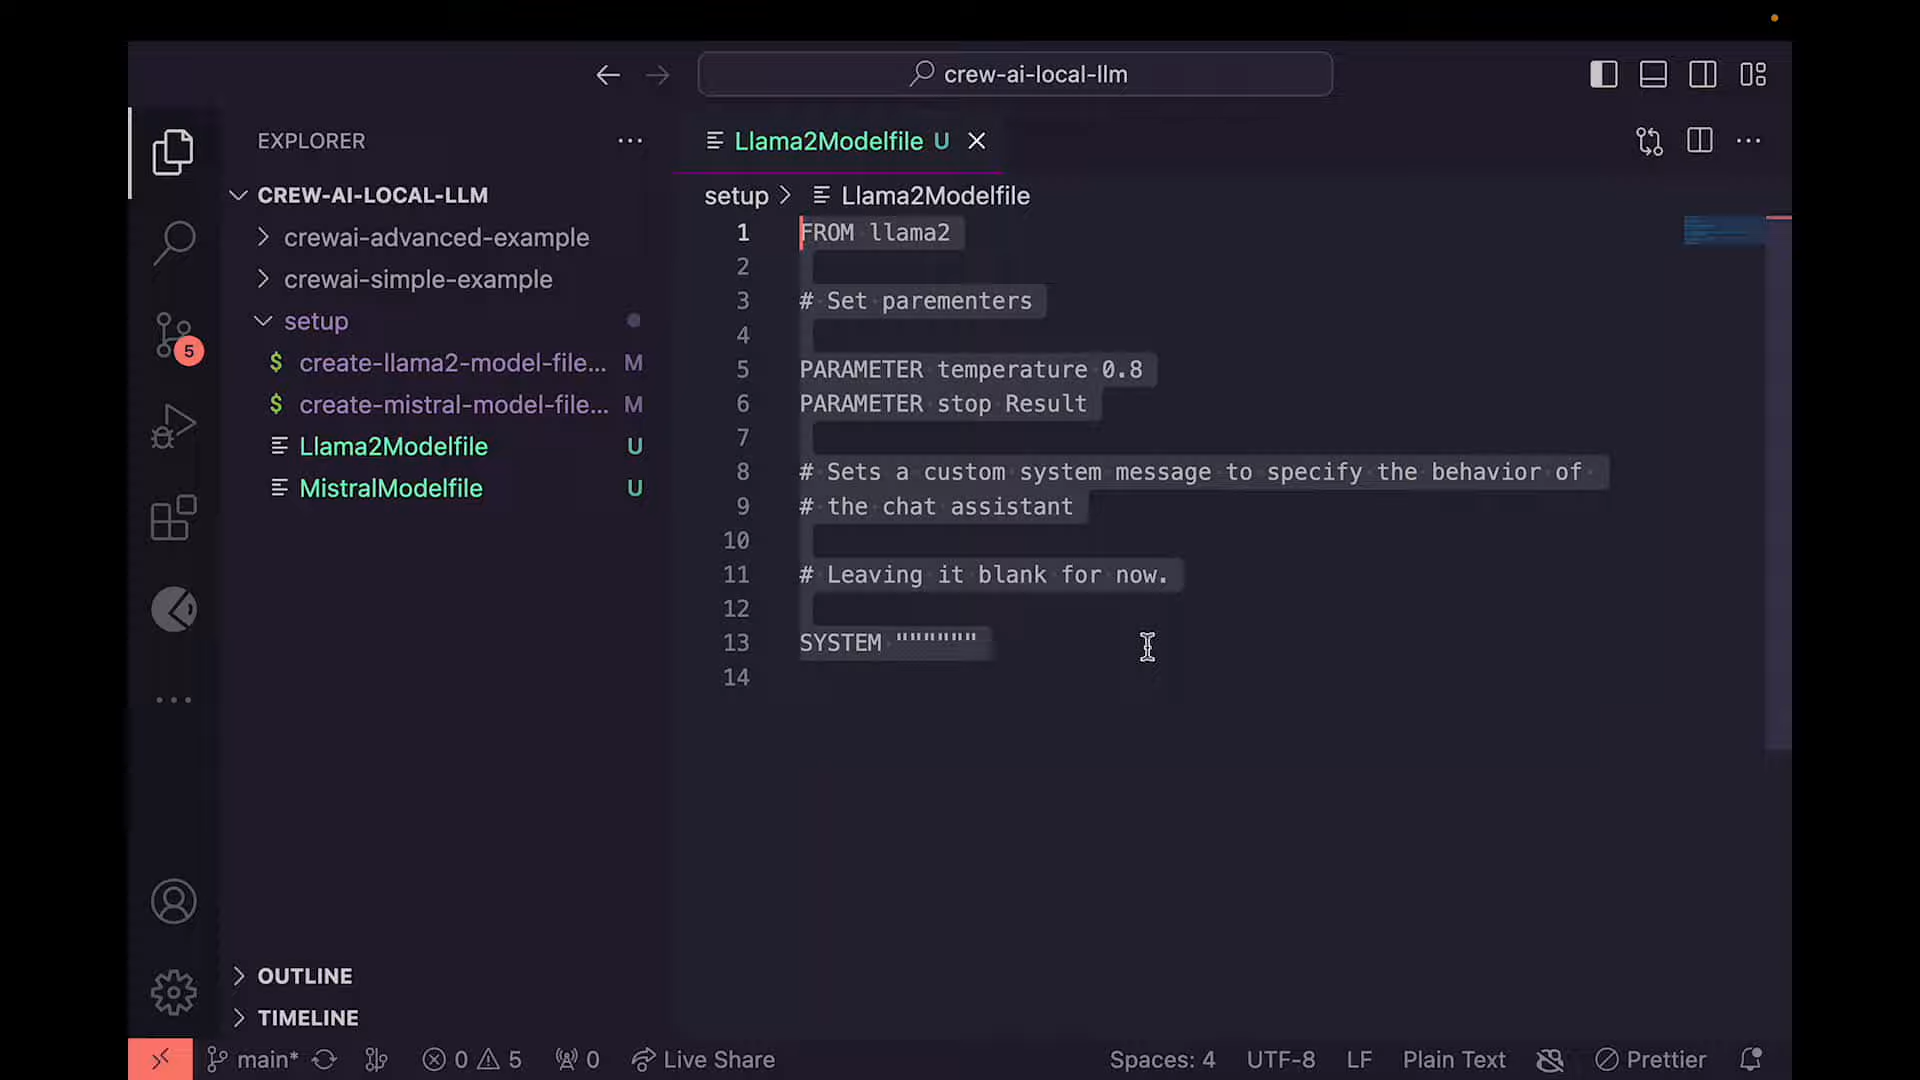 crew-ai-local-llm
EXPLORER
Llama2Modelfile U
CREW-AI-LOCAL-LLM
crewai-advanced-example
crewai-simple-example
setup
create-llama2-model-file... M
create-mistral-model-file... M
Llama2Modelfile U
MistralModelfile U
5
OUTLINE
TIMELINE
setup > Llama2Modelfile
1 FROM llama2
2
3 # Set parementers
4
5 PARAMETER temperature 0.8
6 PARAMETER stop Result
7
8 # Sets a custom system message to specify the behavior of
9 # the chat assistant
10
11 # Leaving it blank for now.
12
13 SYSTEM """"""
14
main* 0 5 0 Live Share Spaces: 4 UTF-8 LF Plain Text Prettier